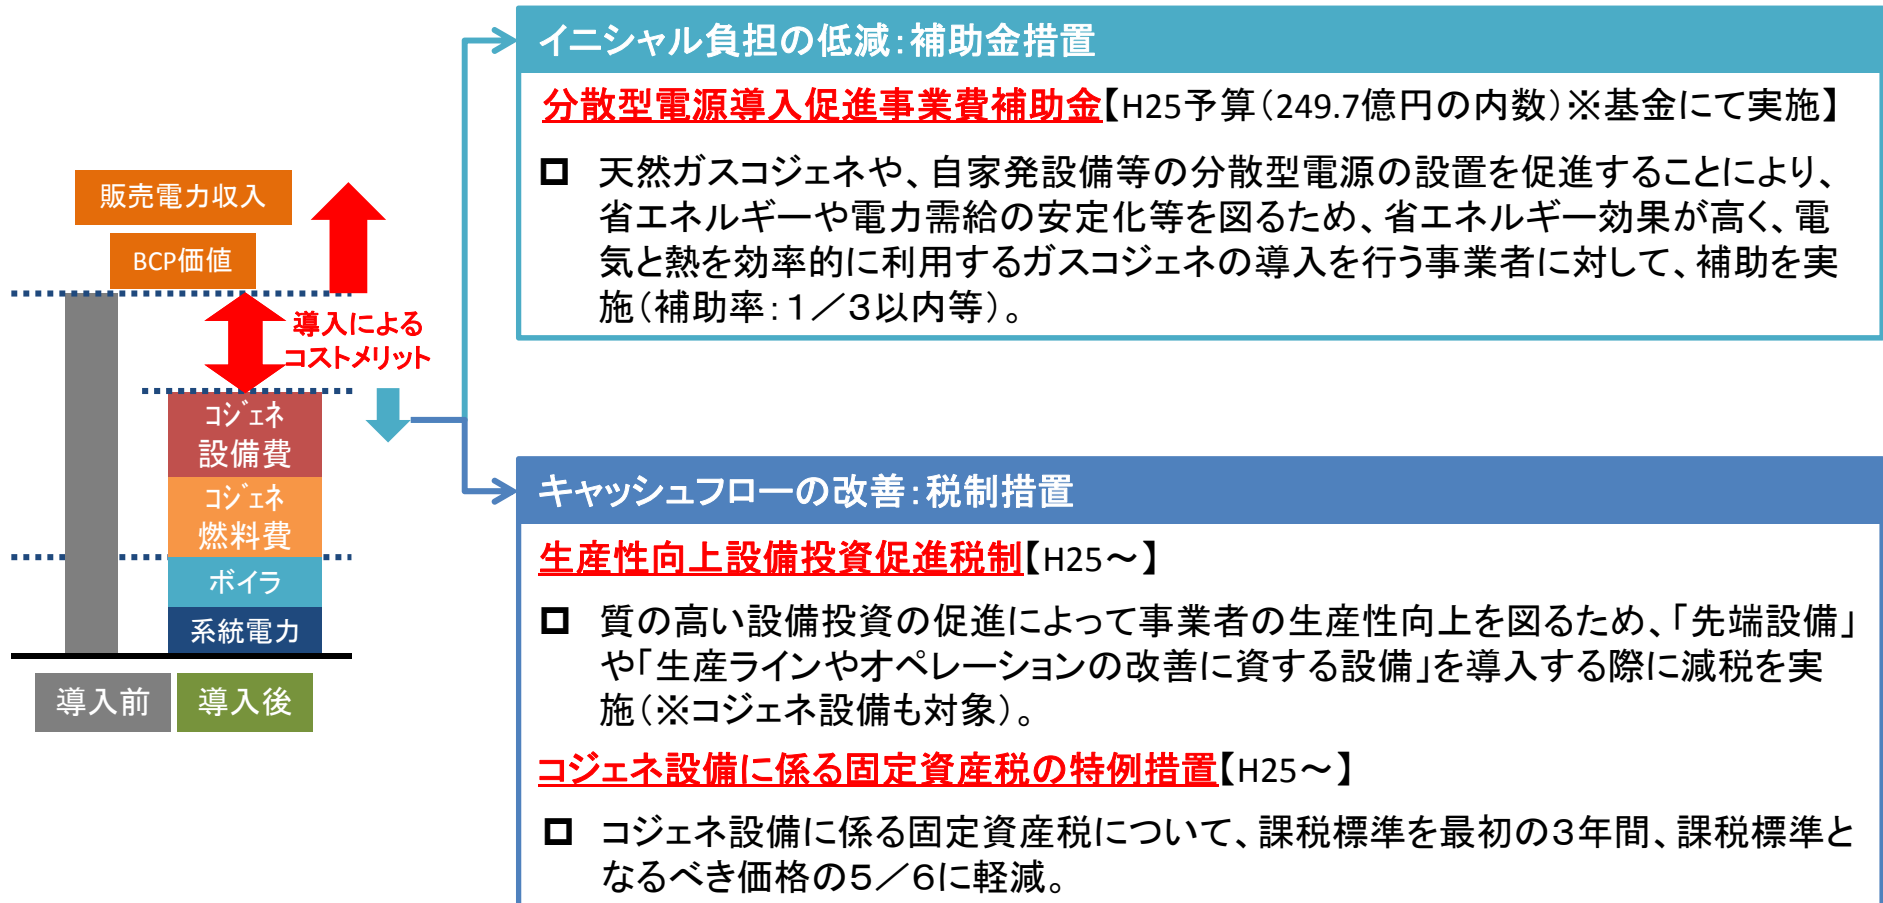 販売電力収入
BCP価値
導入による
コストメリット
コジェネ
設備費
コジェネ
燃料費
ボイラ
系統電力
導入前
導入後
イニシャル負担の低減：補助金措置
分散型電源導入促進事業費補助金【H25予算（249.7億円の内数）※基金にて実施】
天然ガスコジェネや、自家発設備等の分散型電源の設置を促進することにより、
省エネルギーや電力需給の安定化等を図るため、省エネルギー効果が高く、電
気と熱を効率的に利用するガスコジェネの導入を行う事業者に対して、補助を実
施（補助率：１／３以内等）。
キャッシュフローの改善：税制措置
生産性向上設備投資促進税制【H25～】
質の高い設備投資の促進によって事業者の生産性向上を図るため、「先端設備」
や「生産ラインやオペレーションの改善に資する設備」を導入する際に減税を実
施（※コジェネ設備も対象）。
コジェネ設備に係る固定資産税の特例措置【H25～】
コジェネ設備に係る固定資産税について、課税標準を最初の３年間、課税標準と
なるべき価格の５／６に軽減。